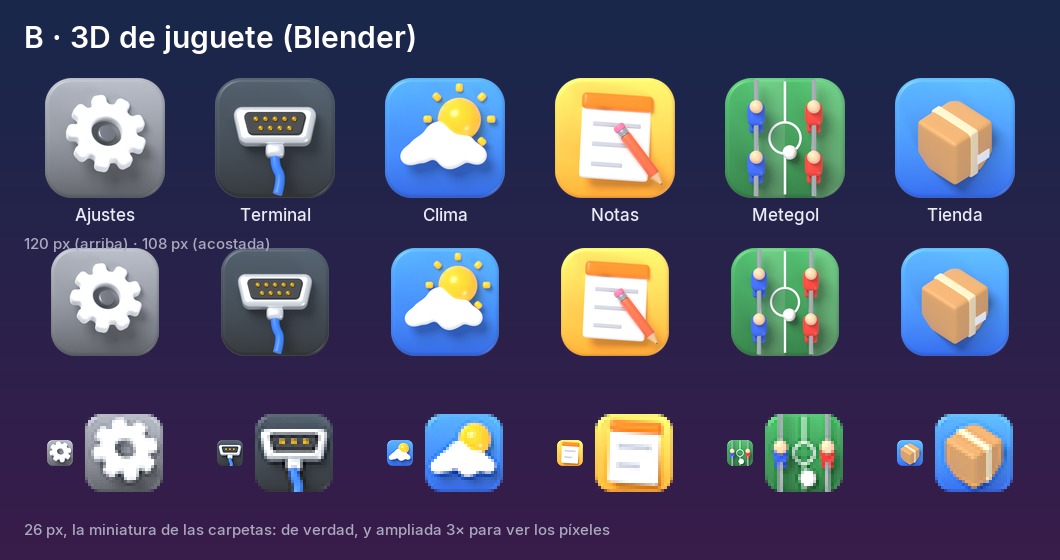 B · 3D de juguete (Blender)
Ajustes Terminal Clima Notas Metegol Tienda
120 px (arriba) · 108 px (acostada)
26 px, la miniatura de las carpetas: de verdad, y ampliada 3× para ver los píxeles